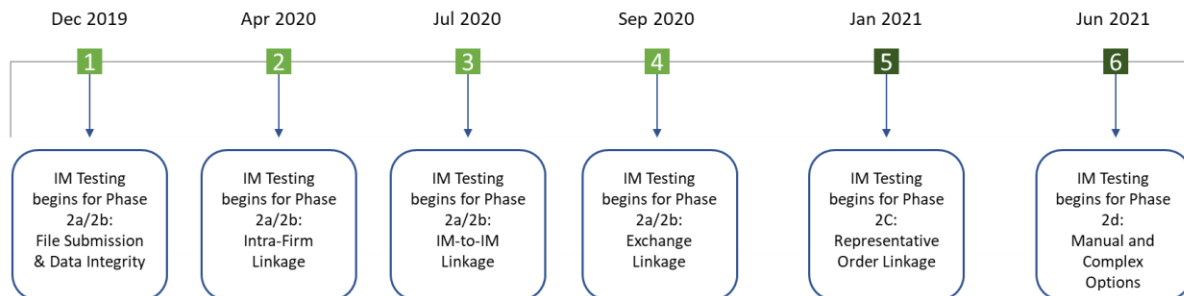 Dec 2019
Apr 2020
Jul 2020
Sep 2020
Jan 2021
Jun 2021
1
2
3
4
5
6
IM Testing
begins for Phase
2a/2b:
File Submission
& Data Integrity
IM Testing
begins for Phase
2a/2b:
Intra-Firm
Linkage
IM Testing
begins for Phase
2a/2b:
IM-to-IM
Linkage
IM Testing
begins for Phase
2a/2b:
Exchange
Linkage
IM Testing
begins for Phase
2C:
Representative
Order Linkage
IM Testing
begins for Phase
2d:
Manual and
Complex
Options